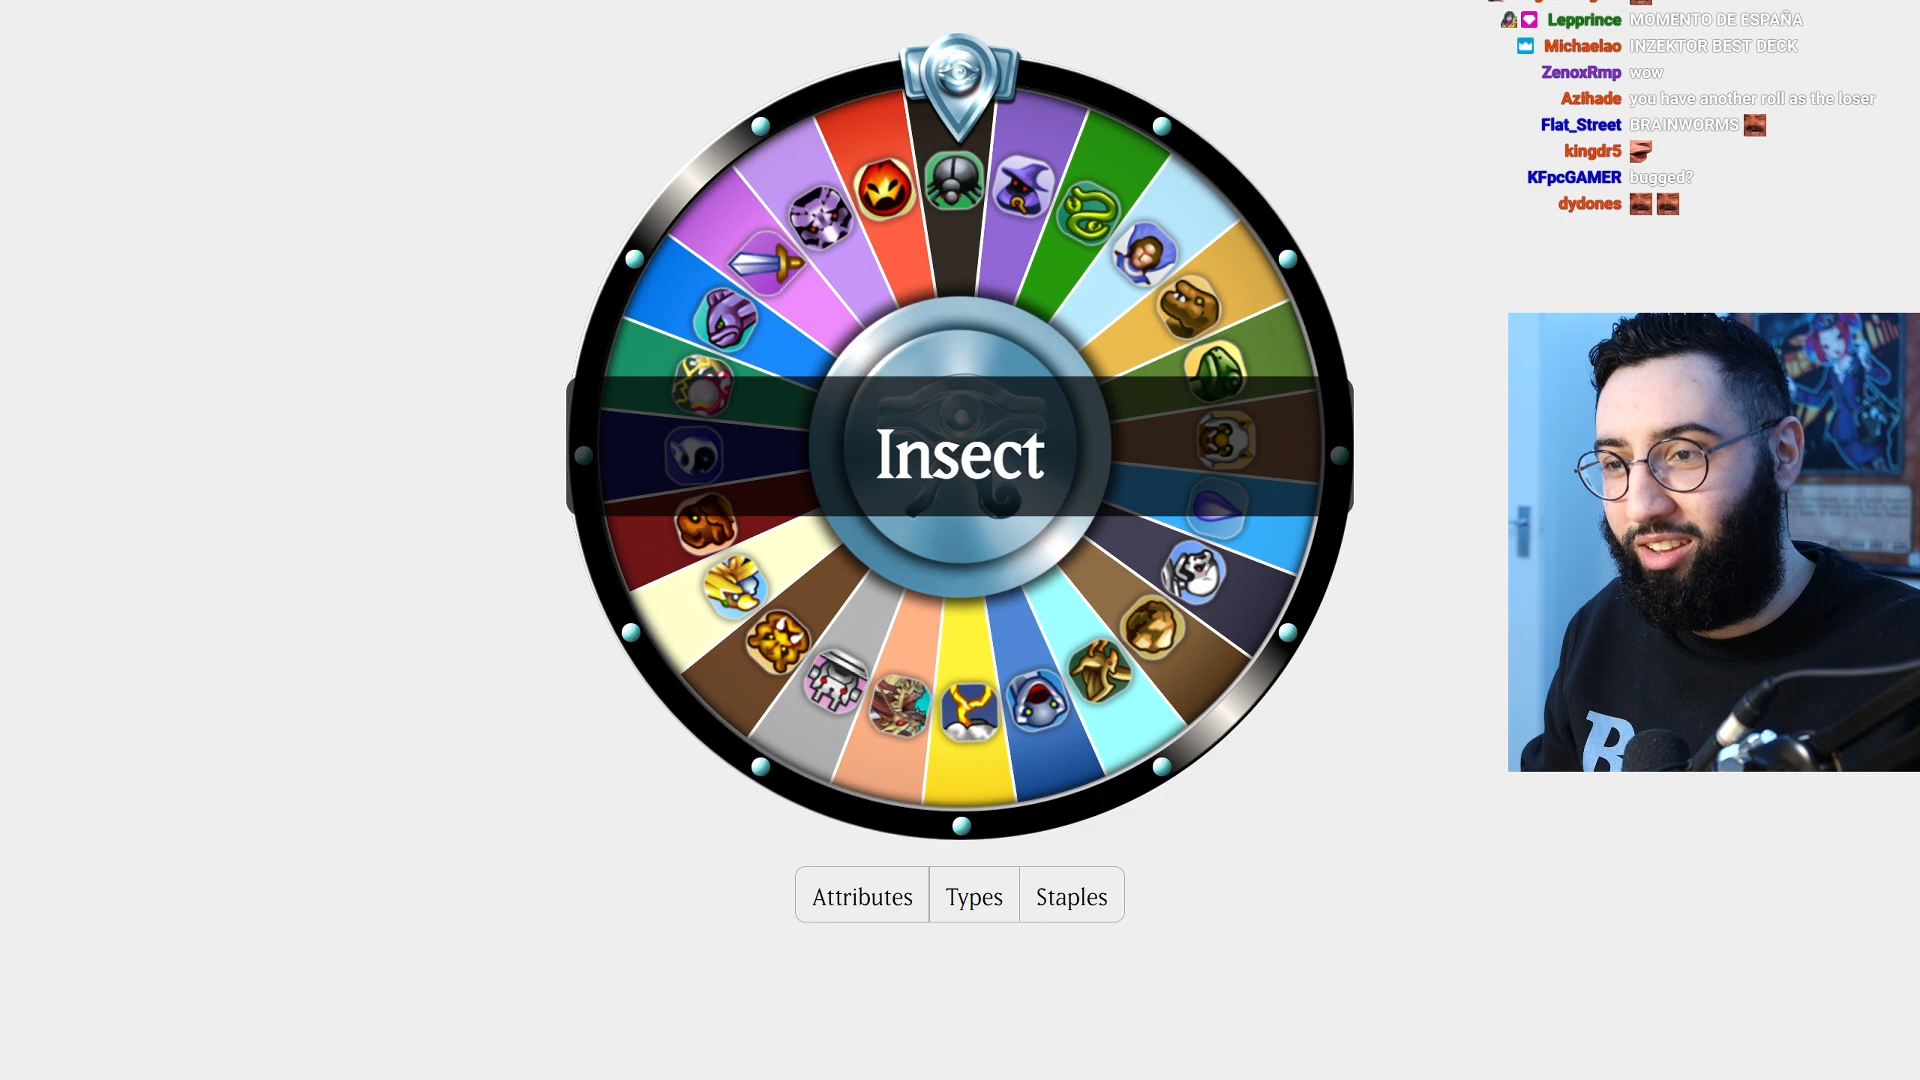 Lepprince MOMENTO DE ESPAÑA
Michaelao INZEKTOR BEST DECK
ZenoxRmp wow
Azihade you have another roll as the loser
Flat_Street BRAINWORMS
kingdr5
KFpcGAMER bugged?
dydones
Insect
B
Attributes
Types
Staples